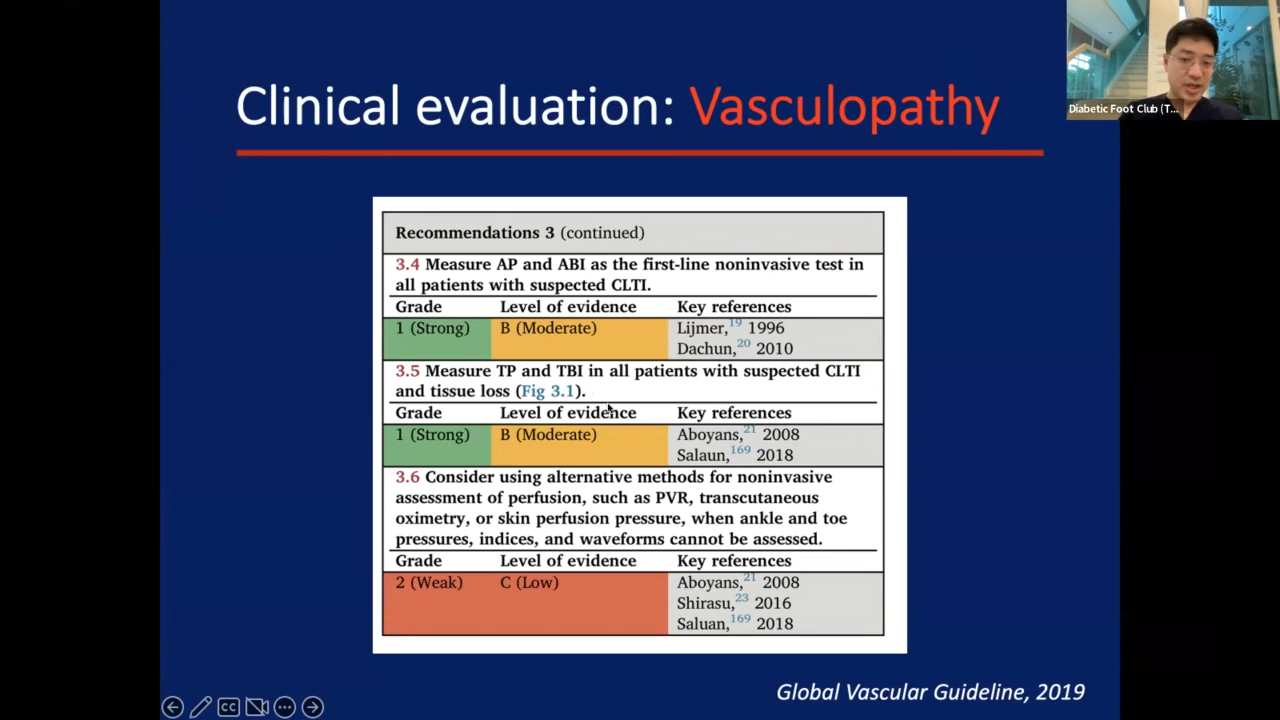 Clinical evaluation: Vasculopathy
Diabetic Foot Club (T...
Recommendations 3 (continued)
3.4 Measure AP and ABI as the first-line noninvasive test in
all patients with suspected CLTI.
Grade Level of evidence Key references
1 (Strong) B (Moderate) Lijmer,19 1996
Dachun,20 2010
3.5 Measure TP and TBI in all patients with suspected CLTI
and tissue loss (Fig 3.1).
Grade Level of evidence Key references
1 (Strong) B (Moderate) Aboyans,21 2008
Salaun,169 2018
3.6 Consider using alternative methods for noninvasive
assessment of perfusion, such as PVR, transcutaneous
oximetry, or skin perfusion pressure, when ankle and toe
pressures, indices, and waveforms cannot be assessed.
Grade Level of evidence Key references
2 (Weak) C (Low) Aboyans,21 2008
Shirasu,23 2016
Saluan,169 2018
Global Vascular Guideline, 2019
CC